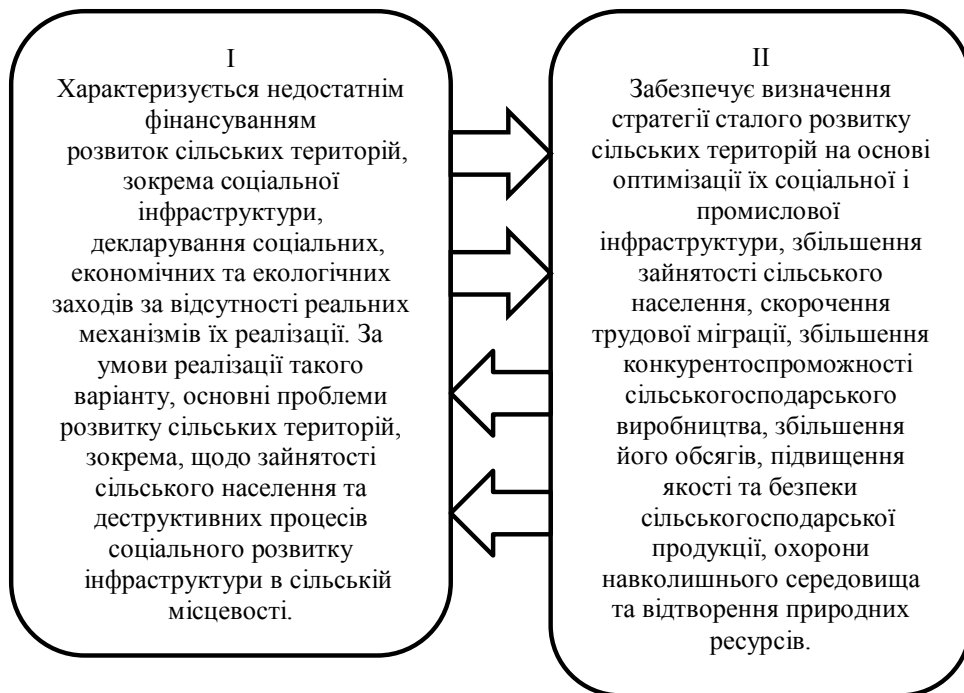 I
Характеризується недостатнім
фінансуванням
розвиток сільських територій,
зокрема соціальної
інфраструктури,
декларування соціальних,
економічних та екологічних
заходів за відсутності реальних
механізмів їх реалізації. За
умови реалізації такого
варіанту, основні проблеми
розвитку сільських територій,
зокрема, щодо зайнятості
сільського населення та
деструктивних процесів
соціального розвитку
інфраструктури в сільській
місцевості.
II
Забезпечує визначення
стратегії сталого розвитку
сільських територій на основі
оптимізації їх соціальної і
промислової
інфраструктури, збільшення
зайнятості сільського
населення, скорочення
трудової міграції, збільшення
конкурентоспроможності
сільськогосподарського
виробництва, збільшення
його обсягів, підвищення
якості та безпеки
сільськогосподарської
продукції, охорони
навколишнього середовища
та відтворення природних
ресурсів.